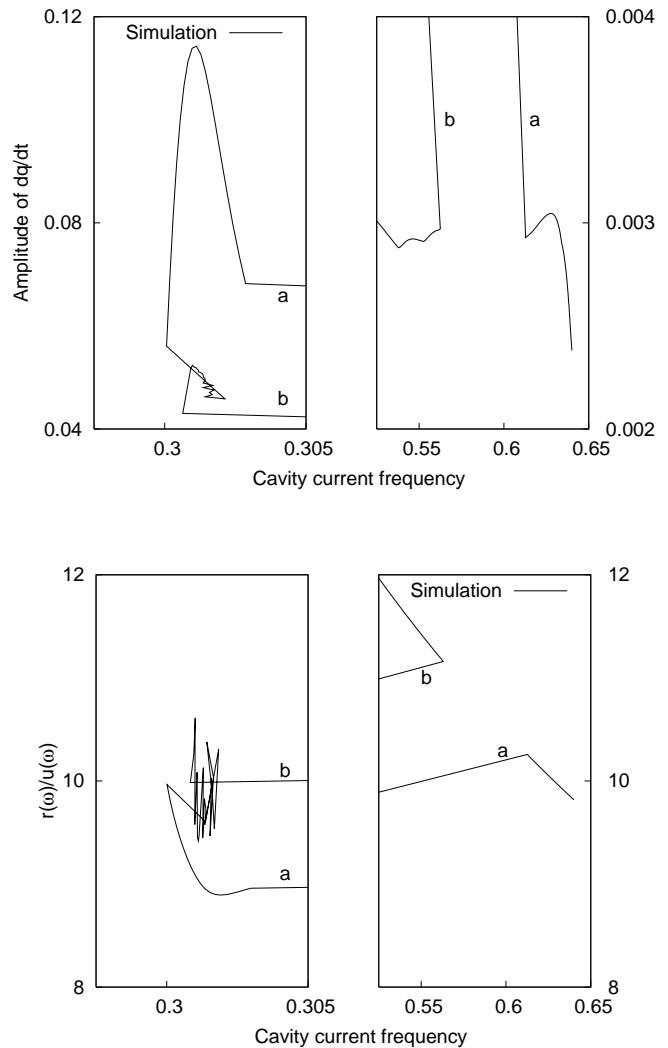 0.12
Simulation
0.004
b
a
0.08
0.003
Amplitude of dq/dt
a
b
0.04
0.002
0.3
0.305
0.55
0.6
0.65
Cavity current frequency
12
Simulation
12
b
a
b
10
10
r(ω)/u(ω)
a
8
8
0.3
0.305
0.55
0.6
0.65
Cavity current frequency